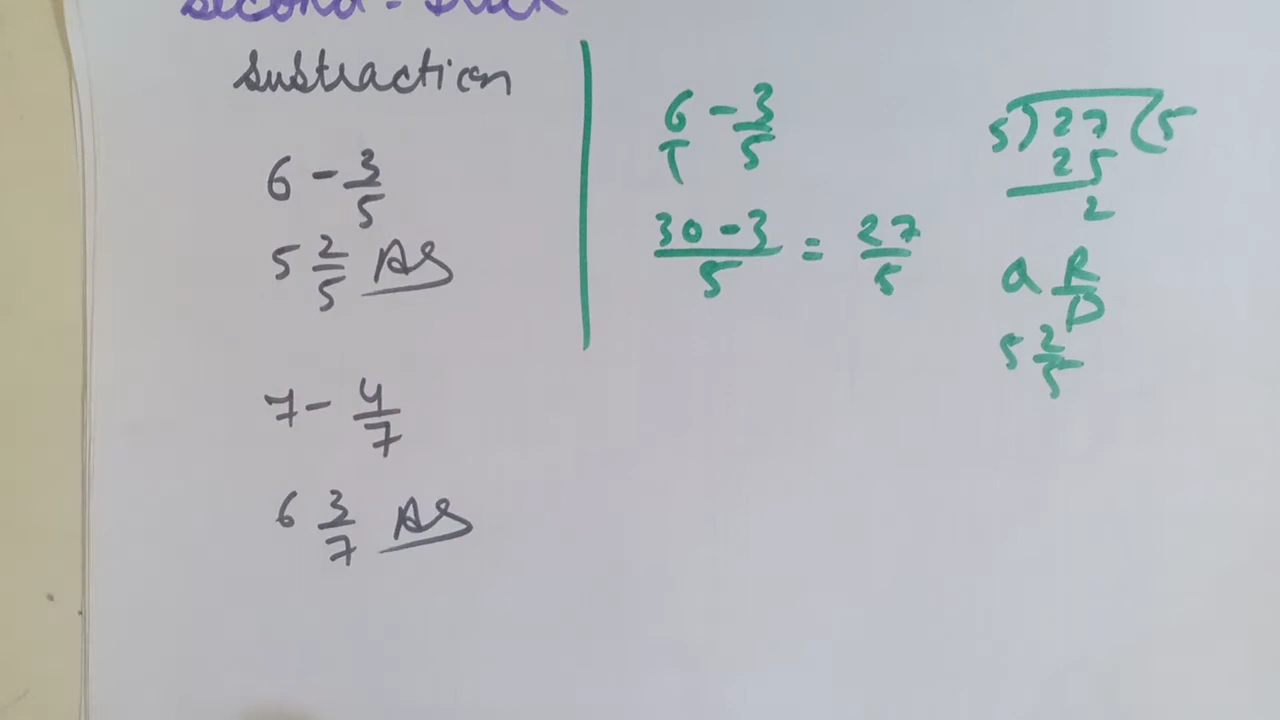 Sustraction
6 - 3/5
5 2/5 AS
7 - 4/7
6 3/7 AS
6/1 - 3/5
30 - 3/5 = 27/5
5)27(5
25
2
Q R/D
5 2/5